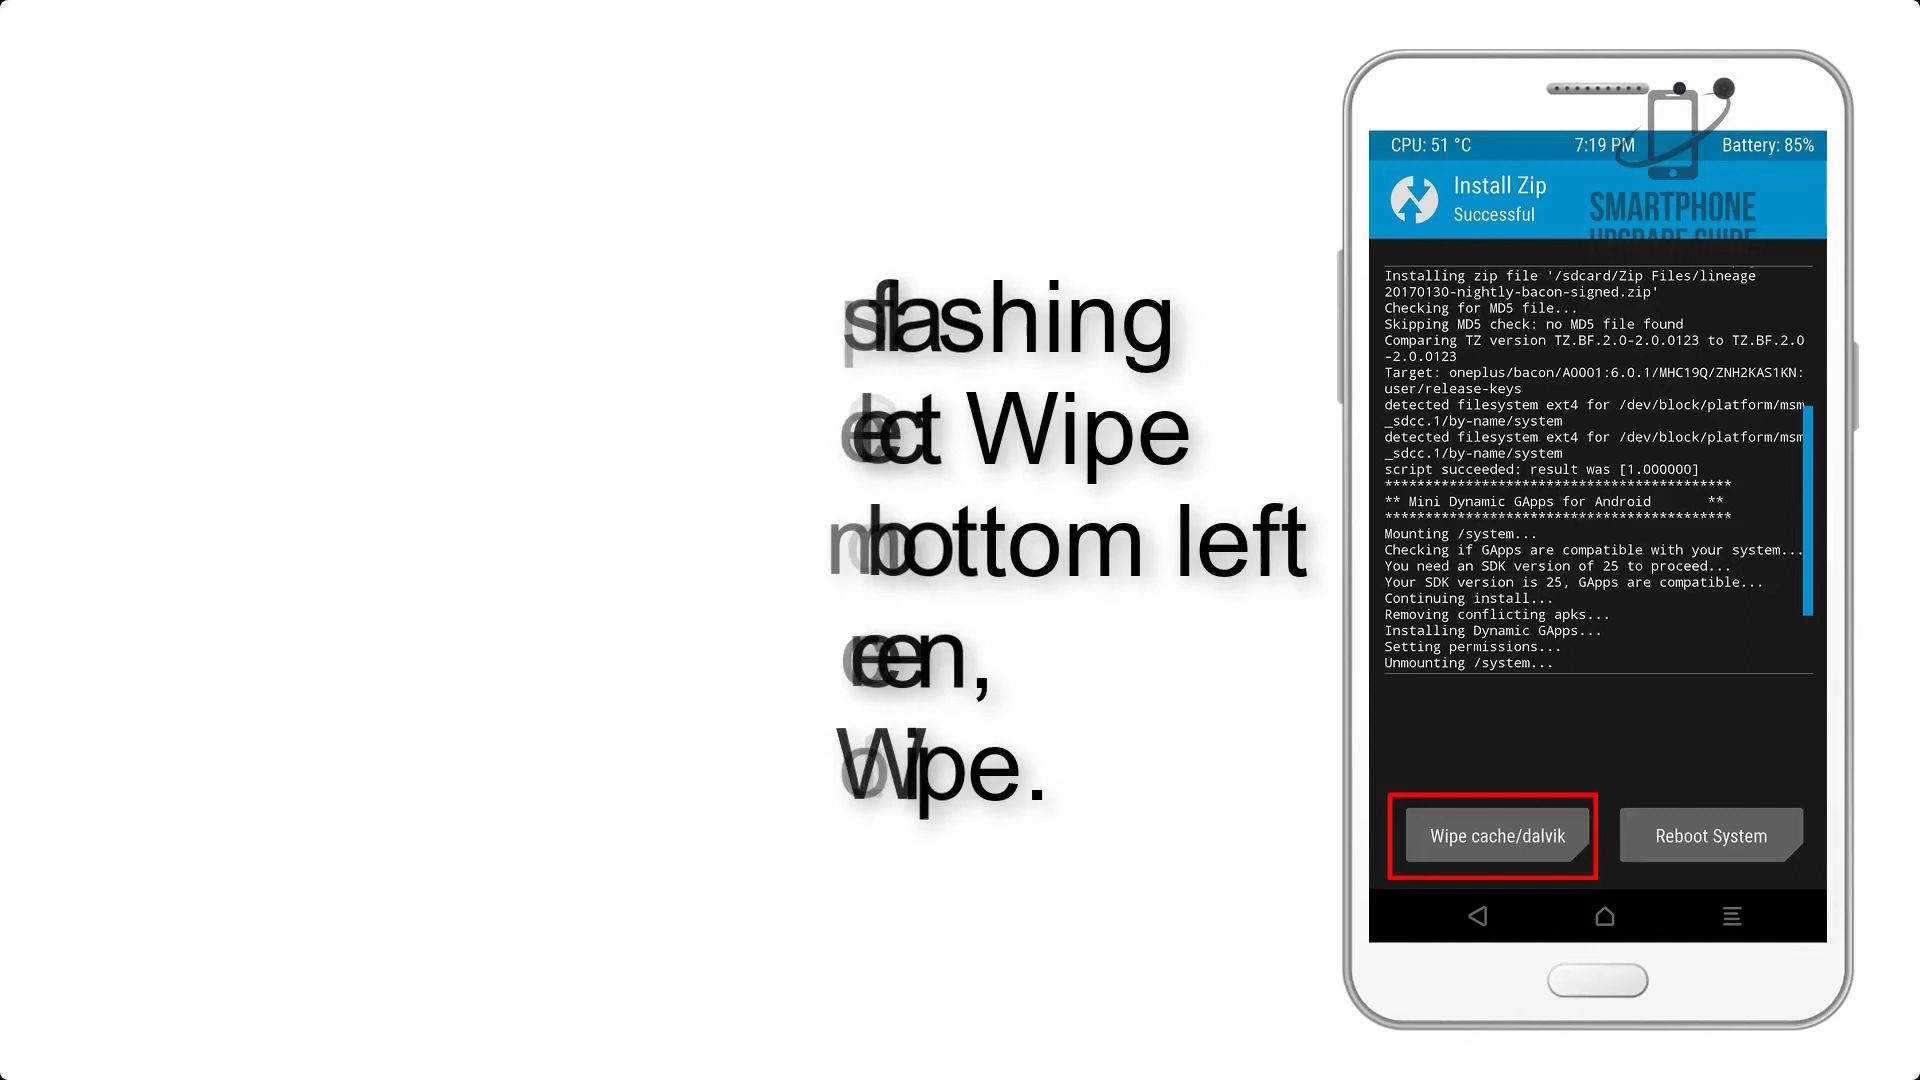 flashing
Wipe
bottom left
Wipe.
CPU: 51 °C
7:19 PM
Battery: 85%
Install Zip
Successful
SMARTPHONE
UPGRADE GUIDE
Installing zip file '/sdcard/Zip Files/lineage
20170130-nightly-bacon-signed.zip'
Checking for MD5 file...
Skipping MD5 check: no MD5 file found
Comparing TZ version TZ.BF.2.0-2.0.0123 to TZ.BF.2.0
-2.0.0123
Target: oneplus/bacon/A0001:6.0.1/MHC19Q/ZNH2KAS1KN:
user/release-keys
detected filesystem ext4 for /dev/block/platform/msm
_sdcc.1/by-name/system
detected filesystem ext4 for /dev/block/platform/msm
_sdcc.1/by-name/system
script succeeded: result was [1.000000]
*******************************************
** Mini Dynamic GApps for Android **
*******************************************
Mounting /system...
Checking if GApps are compatible with your system...
You need an SDK version of 25 to proceed...
Your SDK version is 25, GApps are compatible...
Continuing install...
Removing conflicting apks...
Installing Dynamic GApps...
Setting permissions...
Unmounting /system...
Wipe cache/dalvik
Reboot System